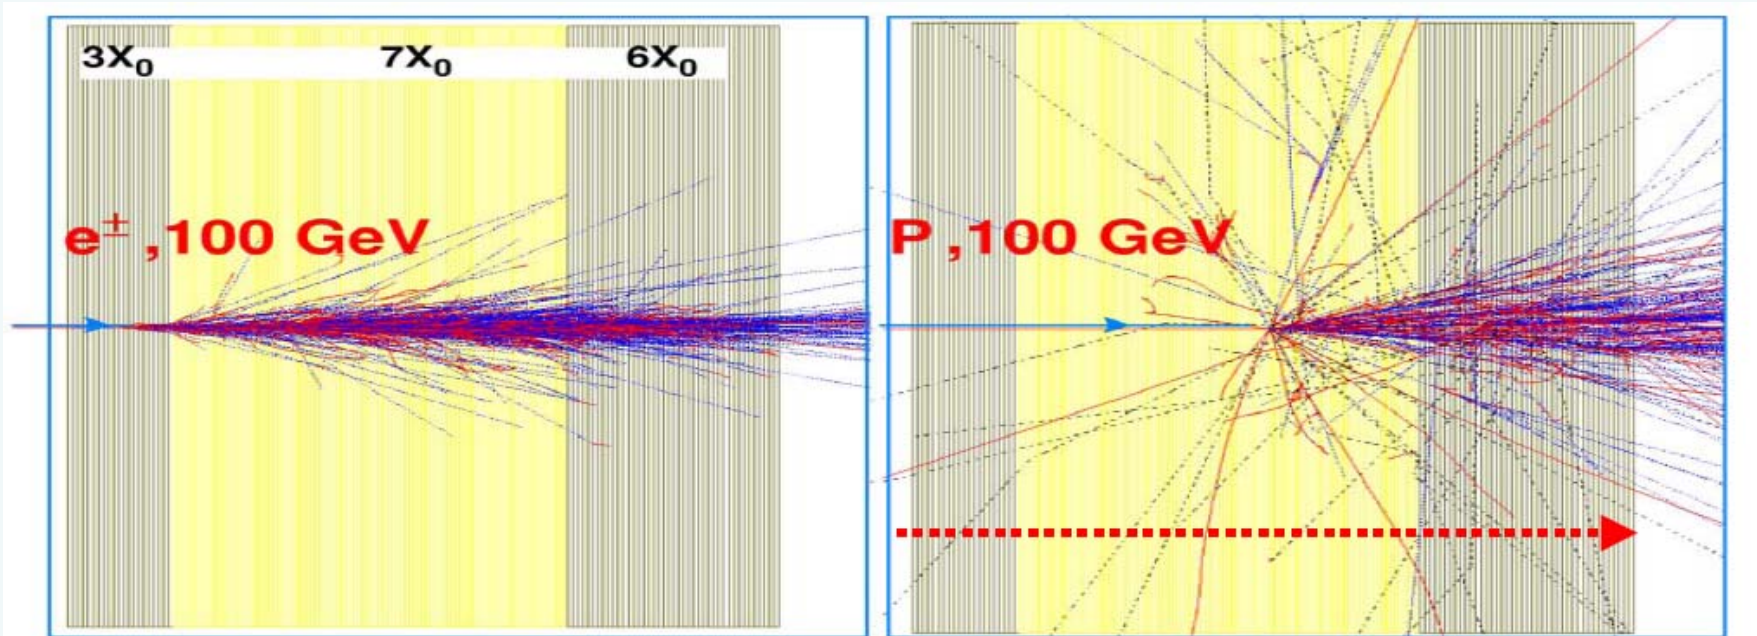 3X₀ 7X₀ 6X₀
e± ,100 GeV
P ,100 GeV